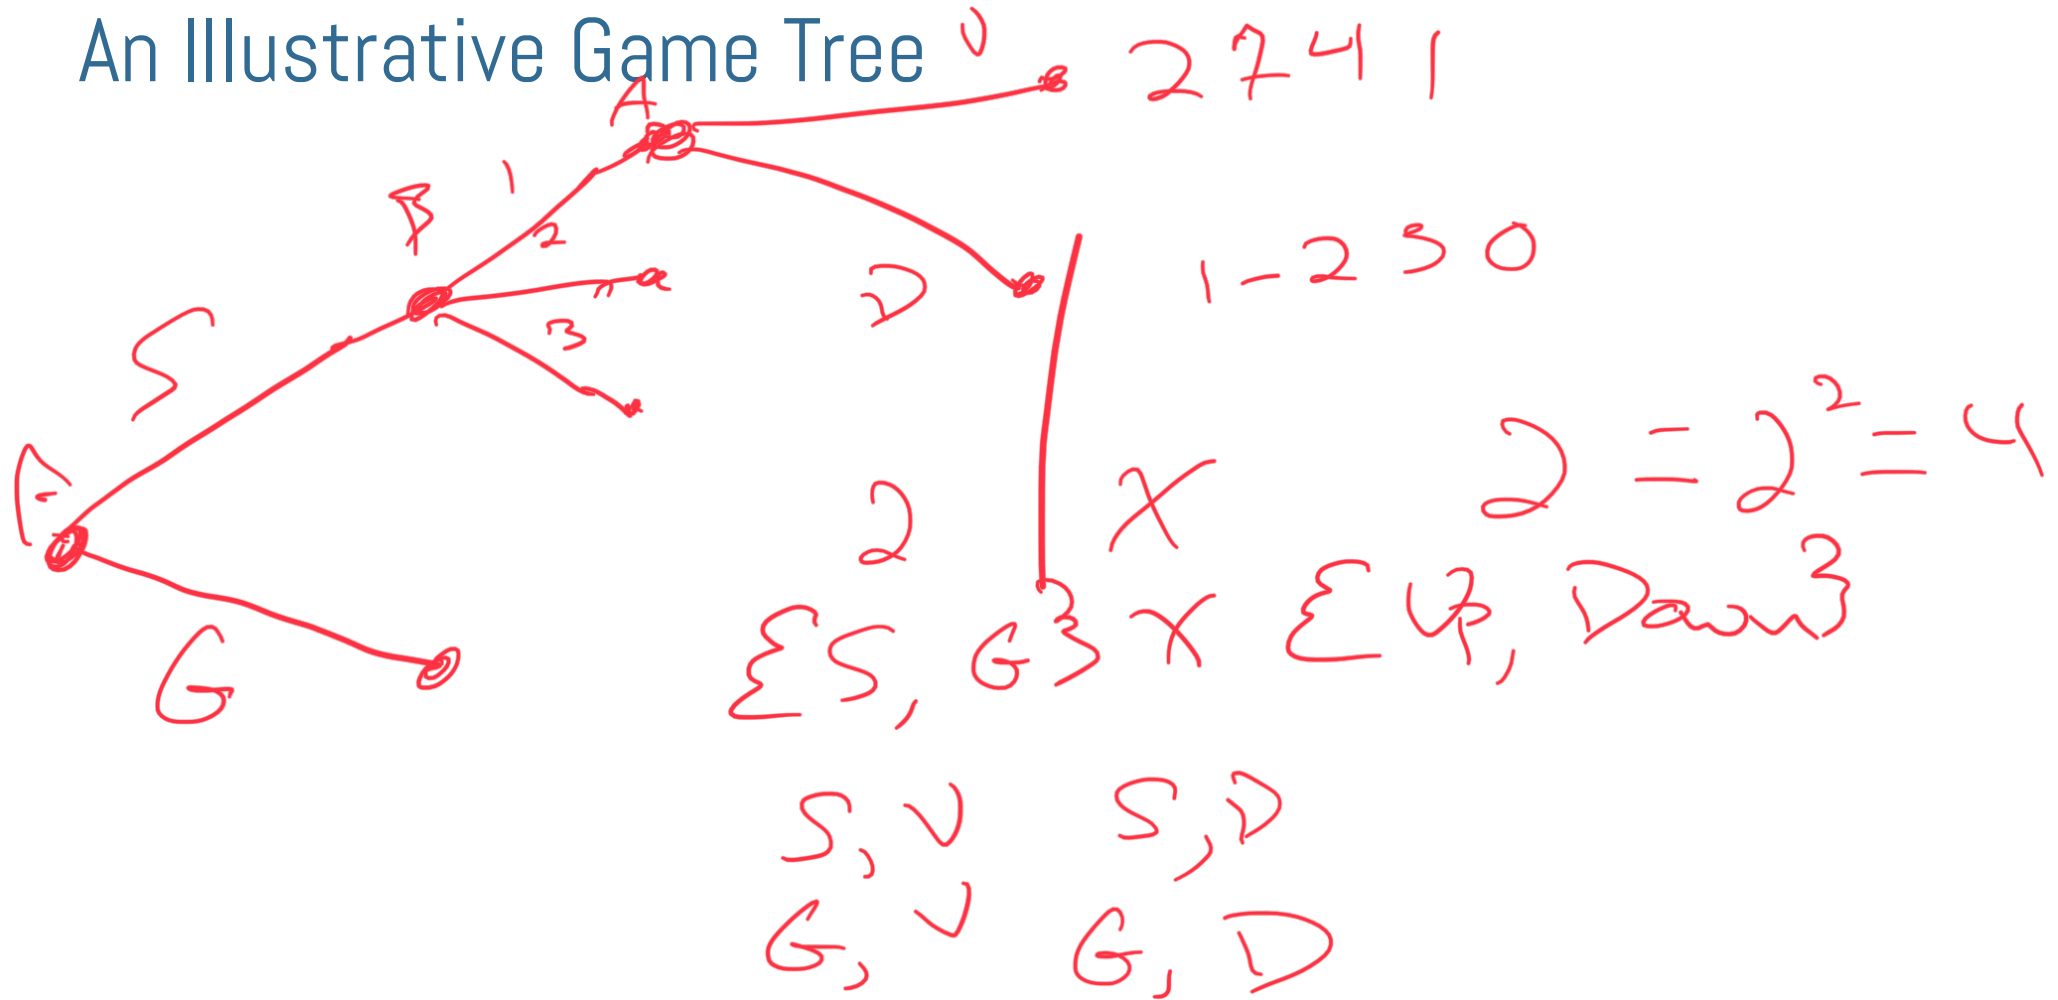 An Illustrative Game Tree
U 2 7 4 1
A
B 1
2
1 -2 3 0
D
3
S
2 X 2 = 2² = 4
{S, G} X {Up, Down}
G
S, U S, D
G, U G, D